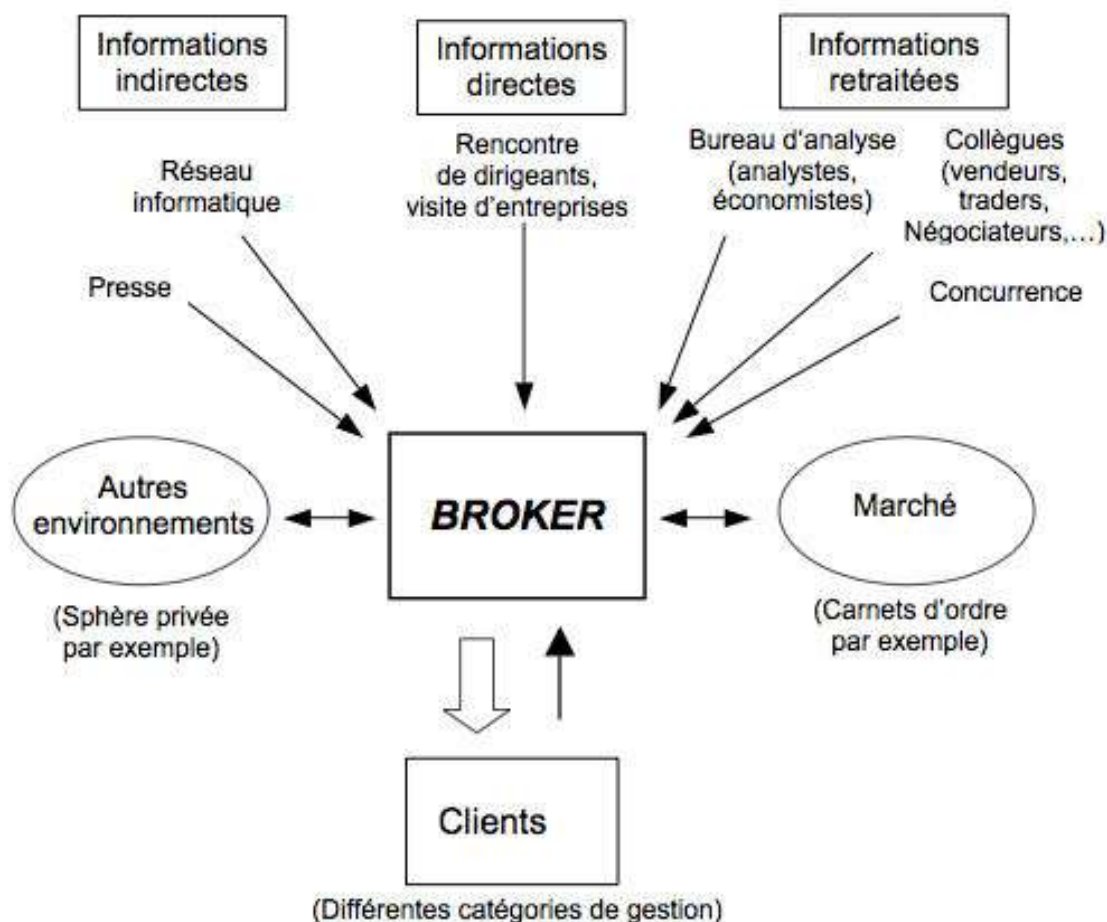 Informations
indirectes
Informations
directes
Informations
retraitées
Réseau
informatique
Presse
Rencontre
de dirigeants,
visite d'entreprises
Bureau d'analyse
(analystes,
économistes)
Collègues
(vendeurs,
traders,
Négociateurs,...)
Concurrence
Autres
environnements
(Sphère privée
par exemple)
BROKER
Marché
(Carnets d'ordre
par exemple)
Clients
(Différentes catégories de gestion)